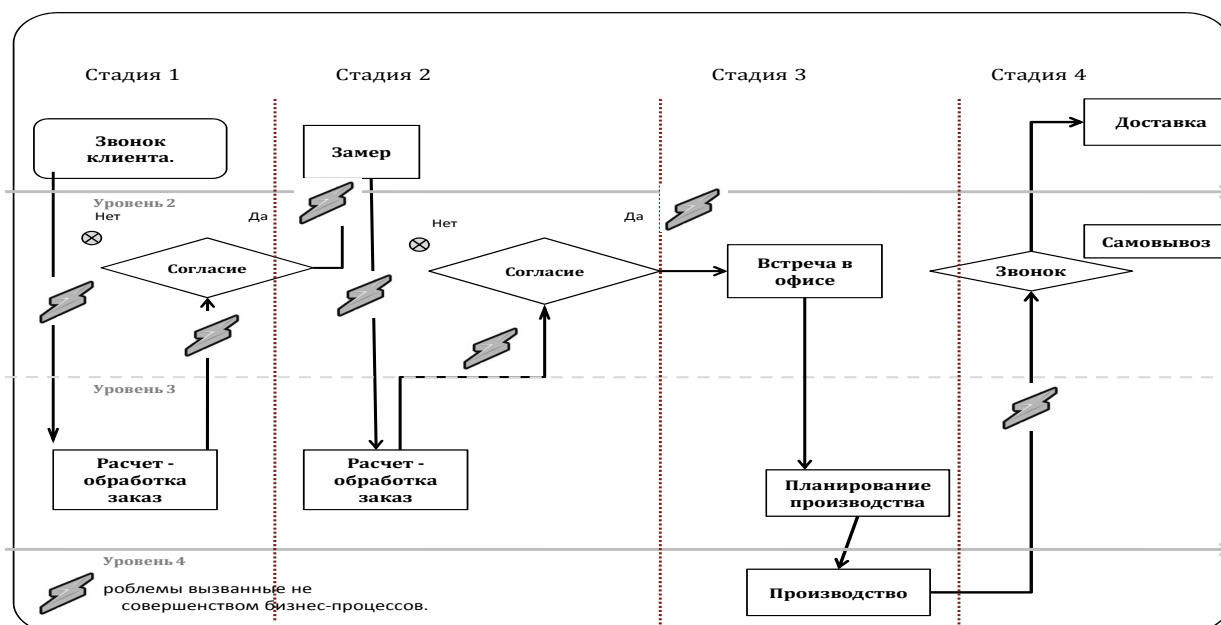 Стадия 1
Стадия 2
Стадия 3
Стадия 4
Звонок
клиента.
Замер
Доставка
Уровень 2
Нет
Да
Нет
Да
Согласие
Согласие
Встреча в
офисе
Звонок
Самовывоз
Уровень 3
Расчет -
обработка
заказ
Расчет -
обработка
заказ
Планирование
производства
Уровень 4
Производство
роблемы вызванные не
совершенством бизнес-процессов.